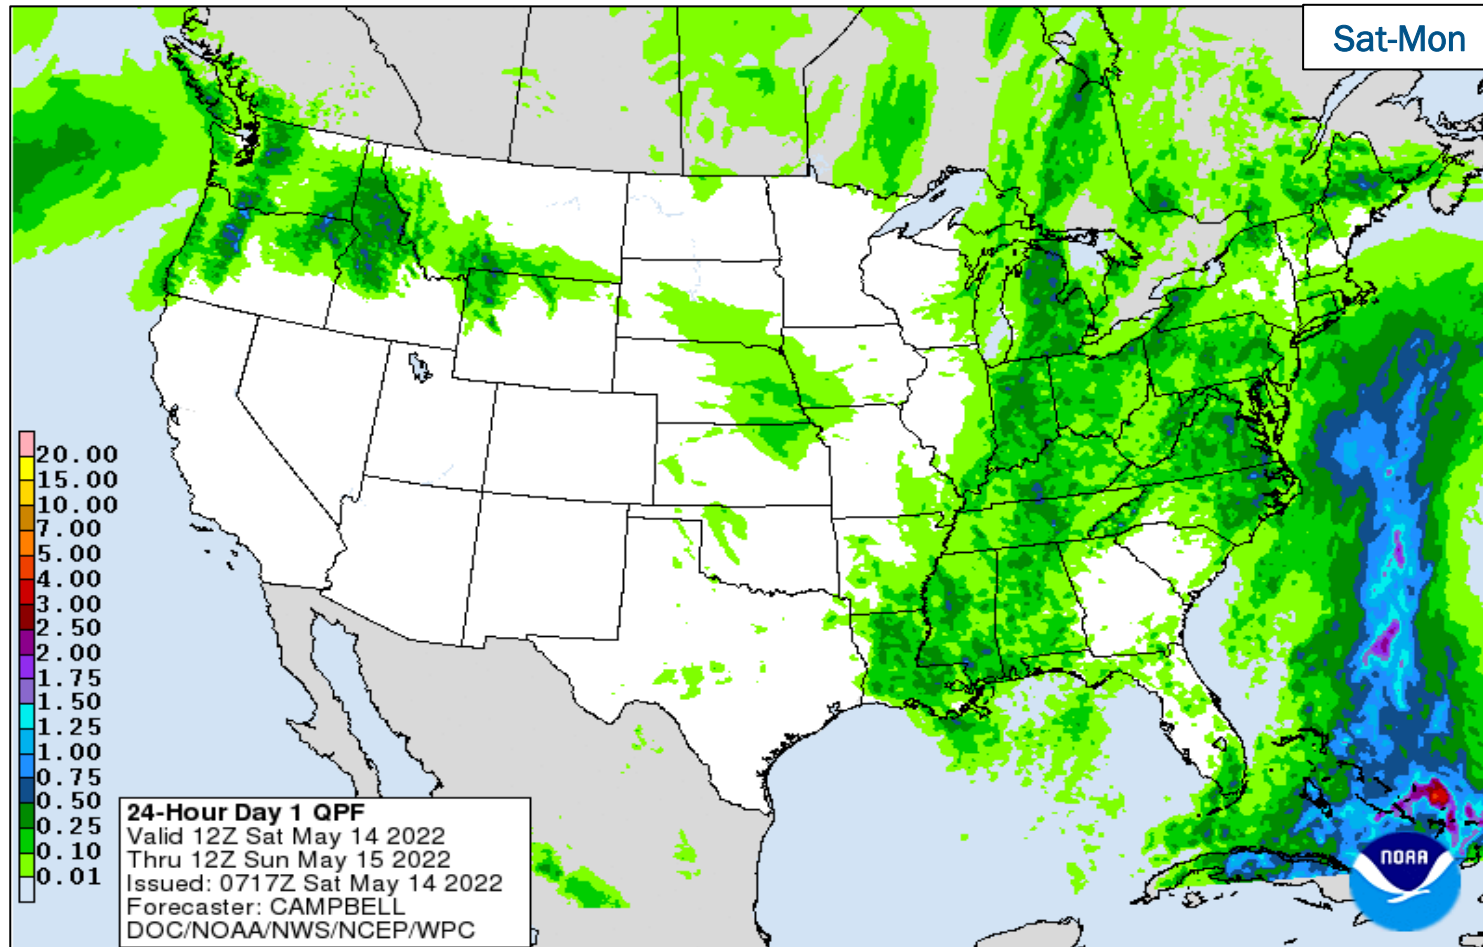 Sat-Mon
20.00
15.00
10.00
7.00
5.00
4.00
3.00
2.50
2.00
1.75
1.50
1.25
1.00
0.75
0.50
0.25
0.10
0.01
24-Hour Day 1 QPF
Valid 12Z Sat May 14 2022
Thru 12Z Sun May 15 2022
Issued: 0717Z Sat May 14 2022
Forecaster: CAMPBELL
DOC/NOAA/NWS/NCEP/WPC
NOAA